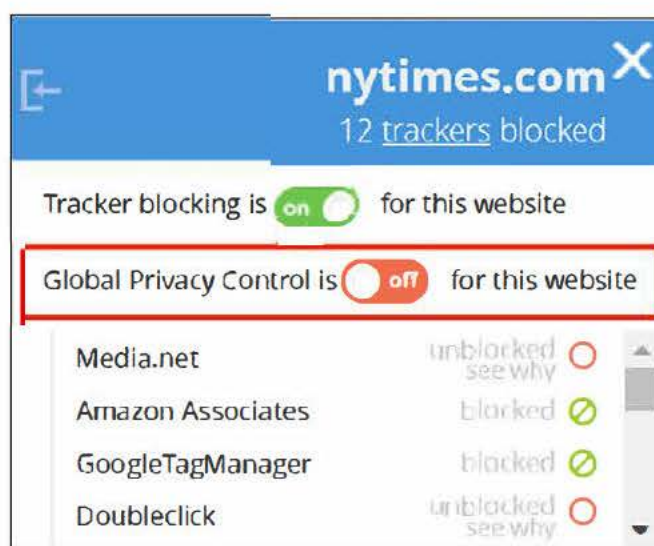 nytimes.com
12 trackers blocked
Tracker blocking is on for this website
Global Privacy Control is off for this website
Media.net unblocked
see why
Amazon Associates blocked
GoogleTagManager blocked
Doubleclick unblocked
see why